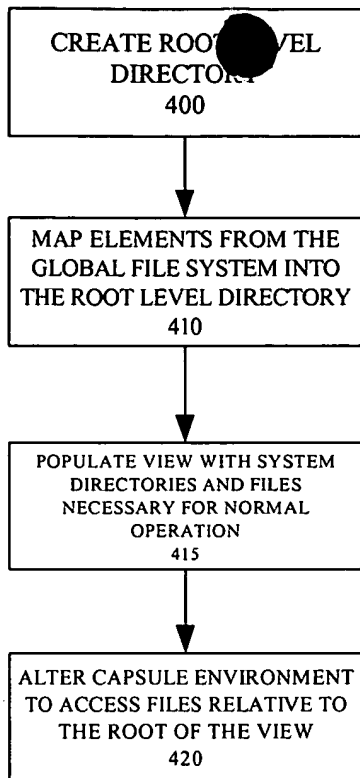 CREATE ROOT VEL
DIRECTORY
400
MAP ELEMENTS FROM THE
GLOBAL FILE SYSTEM INTO
THE ROOT LEVEL DIRECTORY
410
POPULATE VIEW WITH SYSTEM
DIRECTORIES AND FILES
NECESSARY FOR NORMAL
OPERATION
415
ALTER CAPSULE ENVIRONMENT
TO ACCESS FILES RELATIVE TO
THE ROOT OF THE VIEW
420